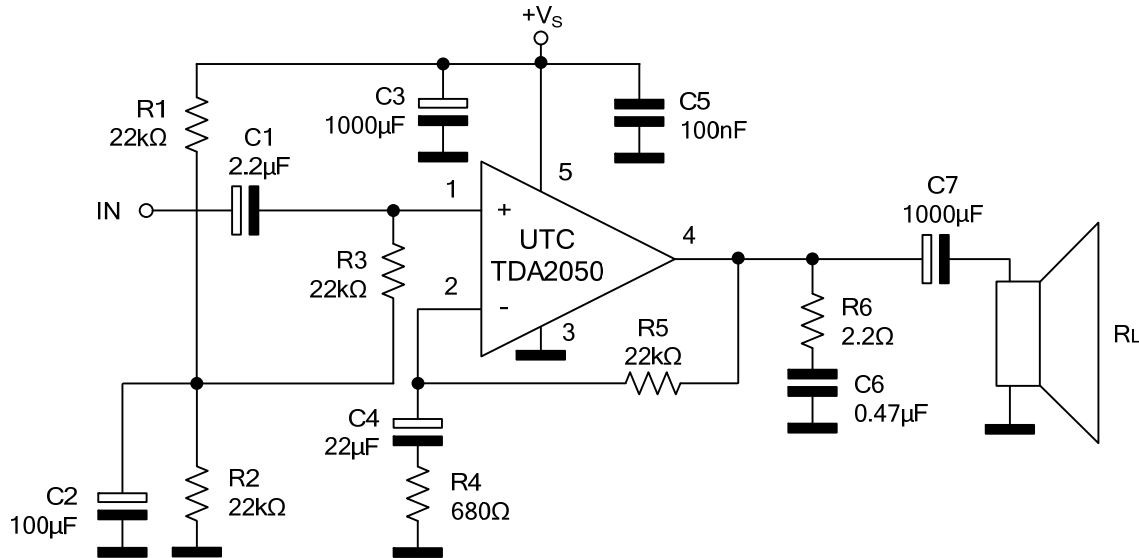 +VS
R1
22kΩ
C1
2.2µF
C3
1000µF
C5
100nF
IN
1
5
+
UTC
TDA2050
4
C7
1000µF
R3
22kΩ
2
-
3
R5
22kΩ
R6
2.2Ω
RL
C4
22µF
C6
0.47µF
C2
100µF
R2
22kΩ
R4
680Ω